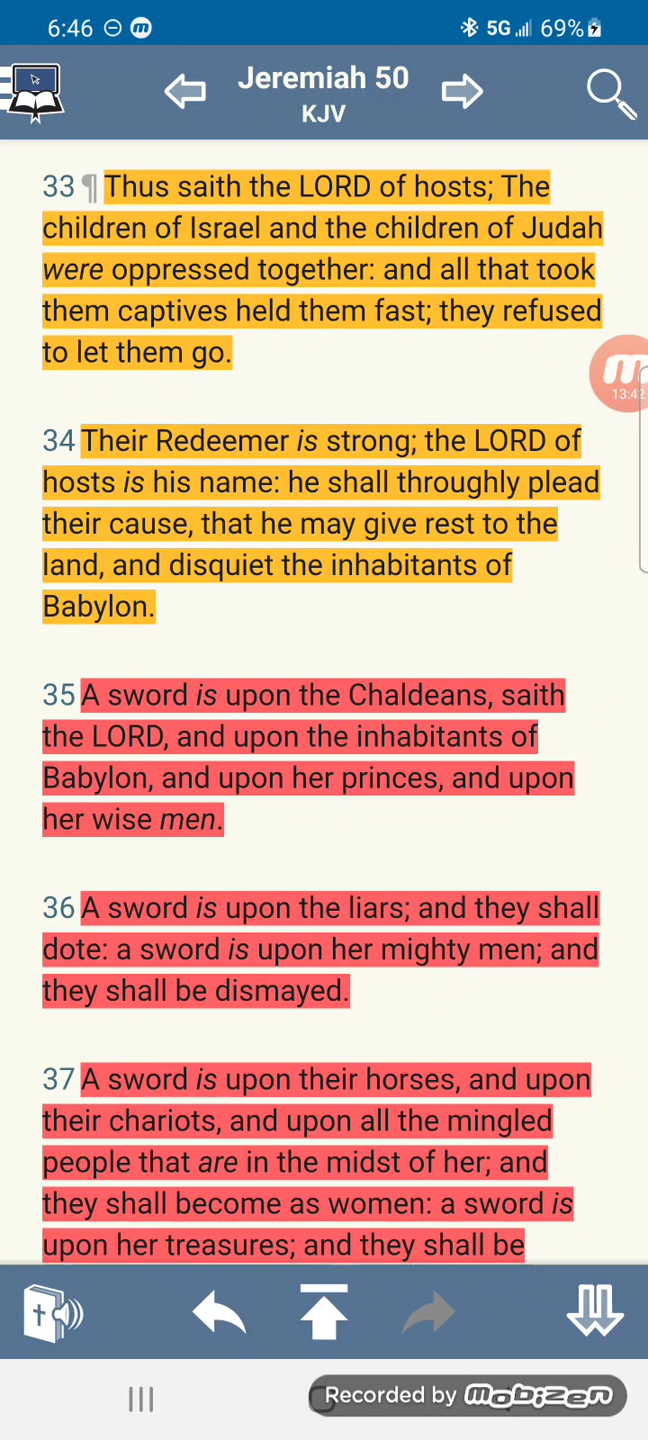 6:46
5G 69%
Jeremiah 50
KJV
33 ¶ Thus saith the LORD of hosts; The
children of Israel and the children of Judah
were oppressed together: and all that took
them captives held them fast; they refused
to let them go.
13:42
34 Their Redeemer is strong; the LORD of
hosts is his name: he shall throughly plead
their cause, that he may give rest to the
land, and disquiet the inhabitants of
Babylon.
35 A sword is upon the Chaldeans, saith
the LORD, and upon the inhabitants of
Babylon, and upon her princes, and upon
her wise men.
36 A sword is upon the liars; and they shall
dote: a sword is upon her mighty men; and
they shall be dismayed.
37 A sword is upon their horses, and upon
their chariots, and upon all the mingled
people that are in the midst of her; and
they shall become as women: a sword is
upon her treasures; and they shall be
Recorded by mobizen